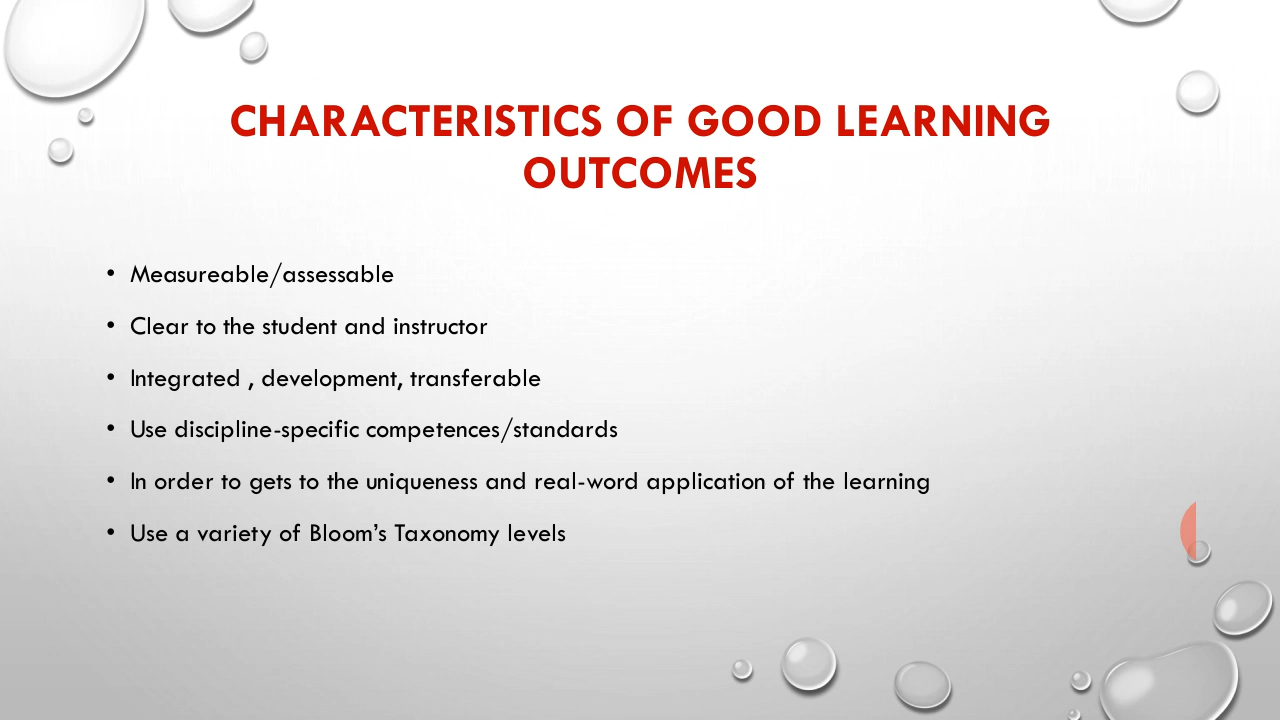 CHARACTERISTICS OF GOOD LEARNING
OUTCOMES
• Measureable/assessable
• Clear to the student and instructor
• Integrated , development, transferable
• Use discipline-specific competences/standards
• In order to gets to the uniqueness and real-word application of the learning
• Use a variety of Bloom’s Taxonomy levels